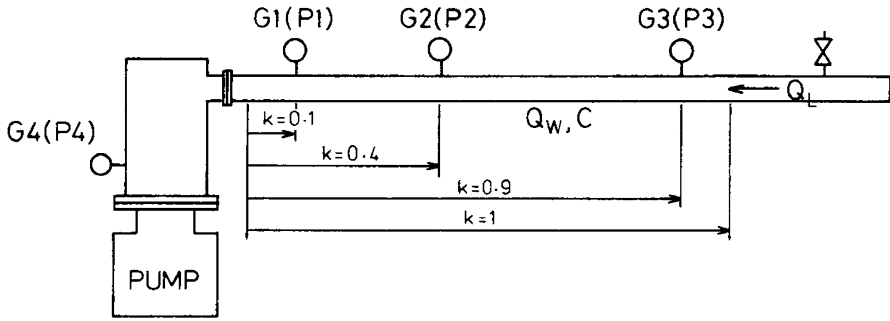 G1(P1)
G2(P2)
G3(P3)
G4(P4)
Q_L
Q_W, C
k=0.1
k=0.4
k=0.9
k=1
PUMP